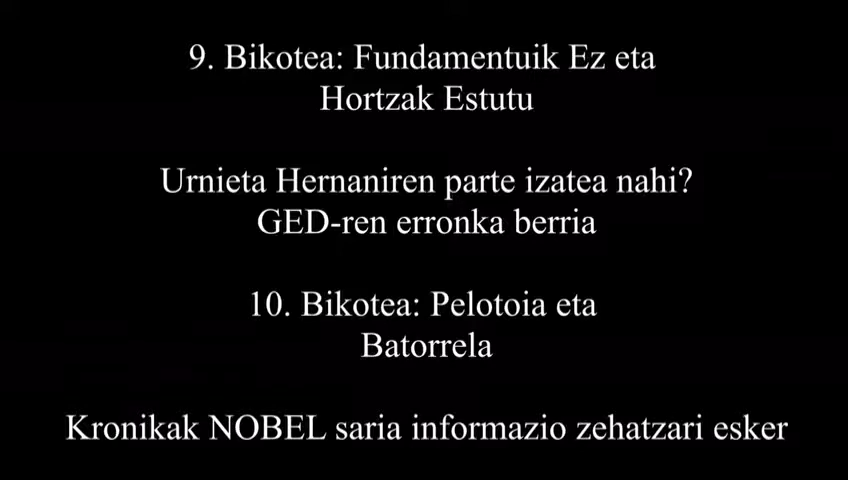 9. Bikotea: Fundamentuik Ez eta
Hortzak Estutu
Urnieta Hernaniren parte izatea nahi?
GED-ren erronka berria
10. Bikotea: Pelotoia eta
Batorrela
Kronikak NOBEL saria informazio zehatzari esker